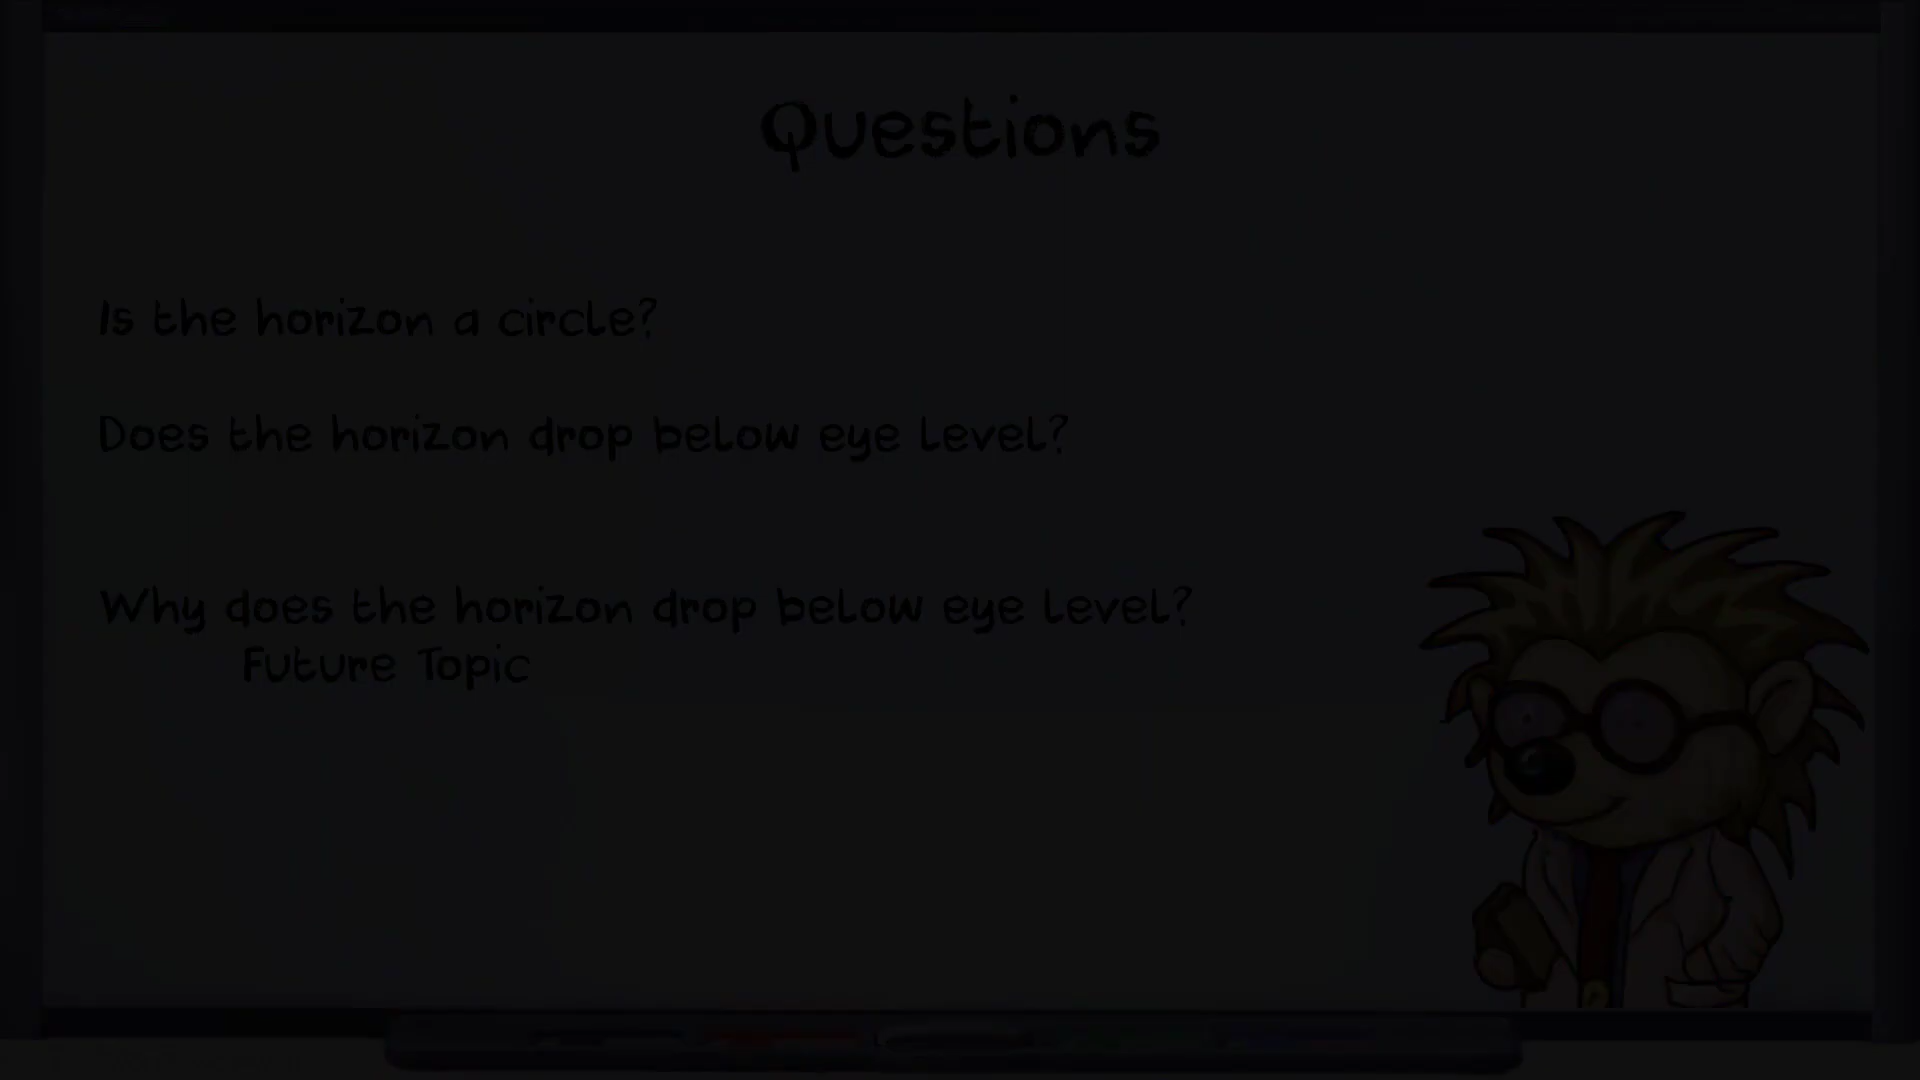 Questions
Is the horizon a circle?
Does the horizon drop below eye level?
Why does the horizon drop below eye level?
Future Topic